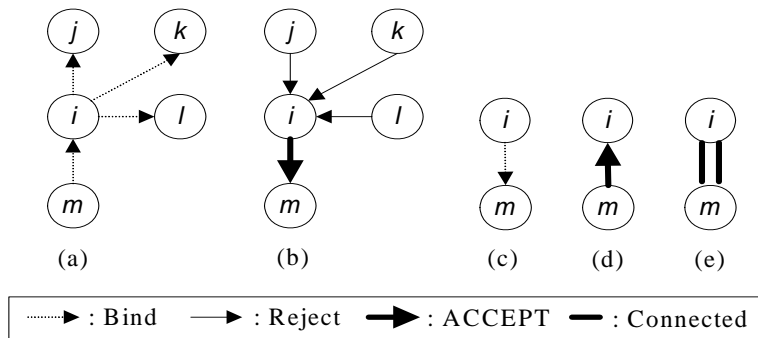 j k j k
i l i l i i i
m m m m m
(a) (b) (c) (d) (e)
: Bind : Reject : ACCEPT : Connected